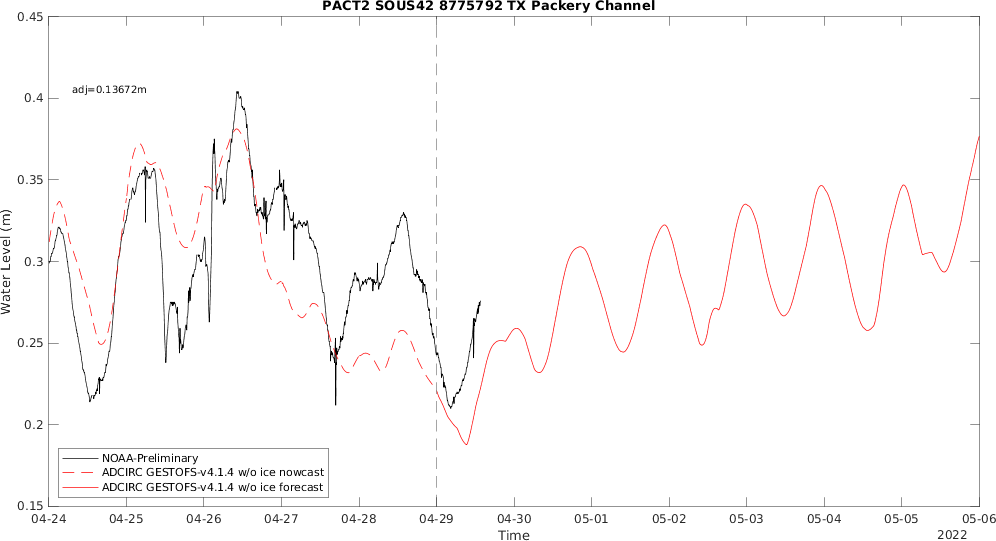 PACT2 SOUS42 8775792 TX Packery Channel
0.45
0.4
0.35
0.3
0.25
0.2
0.15
Water Level (m)
adj=0.13672m
NOAA-Preliminary
ADCIRC GESTOFS-v4.1.4 w/o ice nowcast
ADCIRC GESTOFS-v4.1.4 w/o ice forecast
04-24 04-25 04-26 04-27 04-28 04-29 04-30 05-01 05-02 05-03 05-04 05-05 05-06
Time
2022